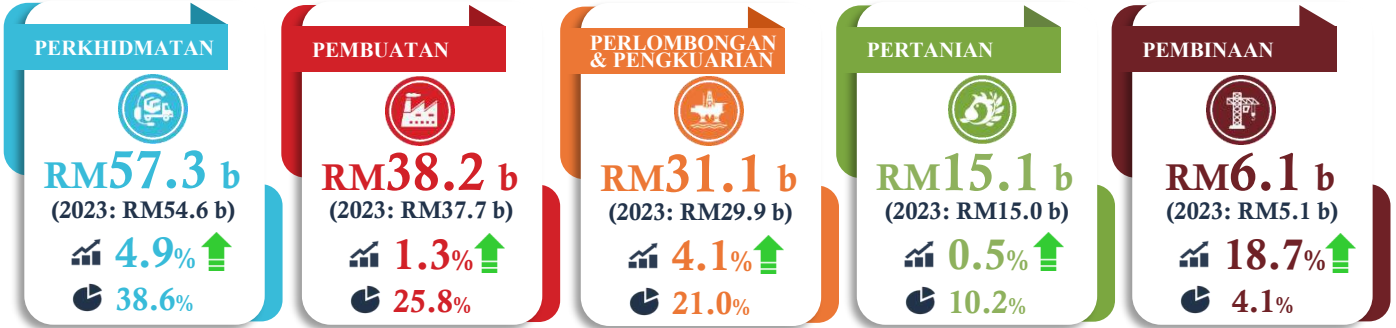 PERKHIDMATAN
RM57.3 b
(2023: RM54.6 b)
4.9%
38.6%
PEMBUATAN
RM38.2 b
(2023: RM37.7 b)
1.3%
25.8%
PERLOMBONGAN
& PENGKUARIAN
RM31.1 b
(2023: RM29.9 b)
4.1%
21.0%
PERTANIAN
RM15.1 b
(2023: RM15.0 b)
0.5%
10.2%
PEMBINAAN
RM6.1 b
(2023: RM5.1 b)
18.7%
4.1%